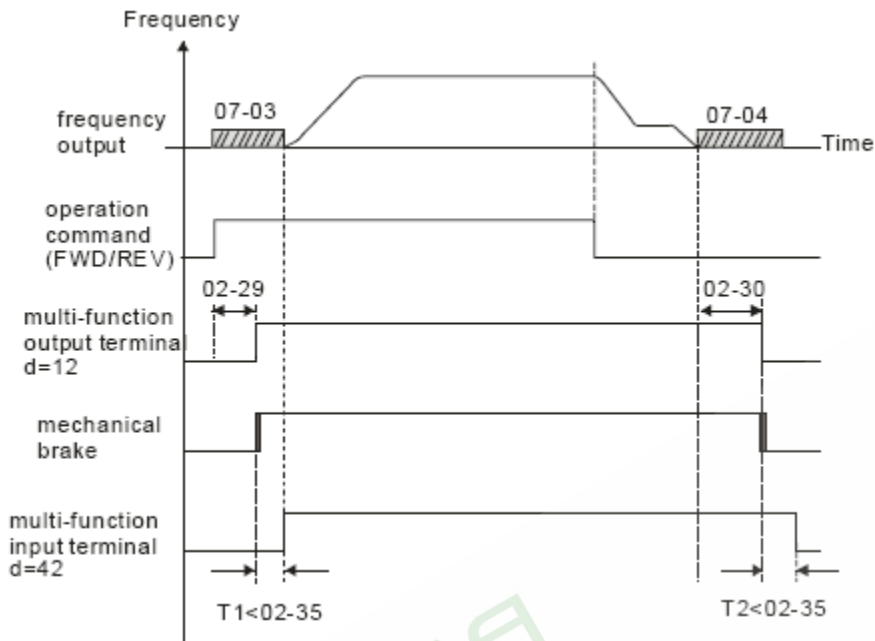 Frequency
07-03
07-04
frequency
output
Time
operation
command
(FWD/REV)
02-29
02-30
multi-function
output terminal
d=12
mechanical
brake
multi-function
input terminal
d=42
T1<02-35
T2<02-35